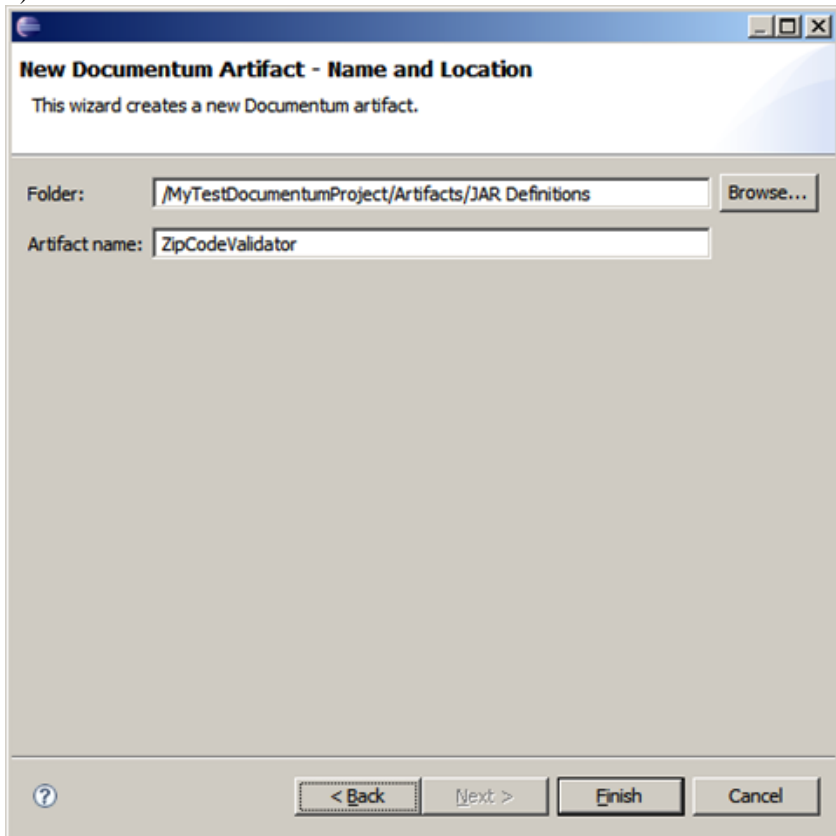 New Documentum Artifact - Name and Location
This wizard creates a new Documentum artifact.
Folder: /MyTestDocumentumProject/Artifacts/JAR Definitions Browse...
Artifact name: ZipCodeValidator
< Back Next > Finish Cancel